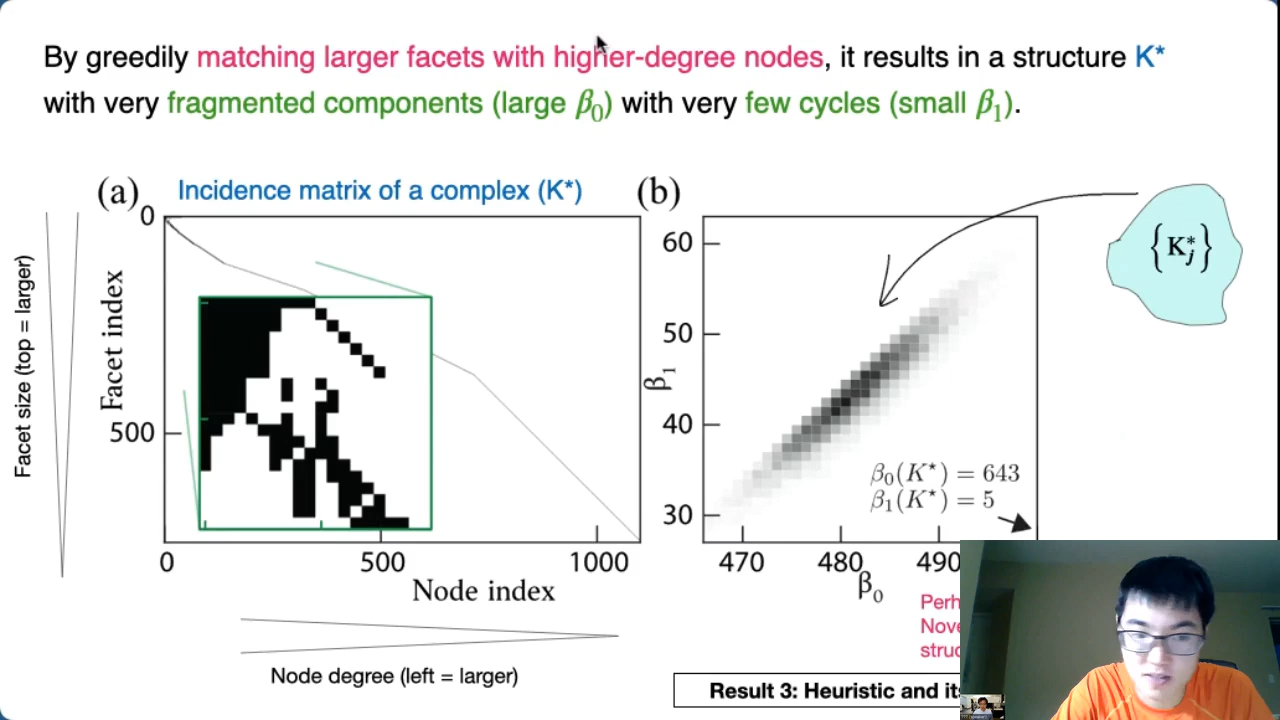 By greedily matching larger facets with higher-degree nodes, it results in a structure K*
with very fragmented components (large β₀) with very few cycles (small β₁).
(a) Incidence matrix of a complex (K*)
(b)
{K*ⱼ}
Facet size (top = larger)
Facet index
0
500
0 500 1000
Node index
Node degree (left = larger)
β₁
60
50
40
30
β₀(K⋆) = 643
β₁(K⋆) = 5
470 480 490
β₀
Perh
Nove
struc
Result 3: Heuristic and its